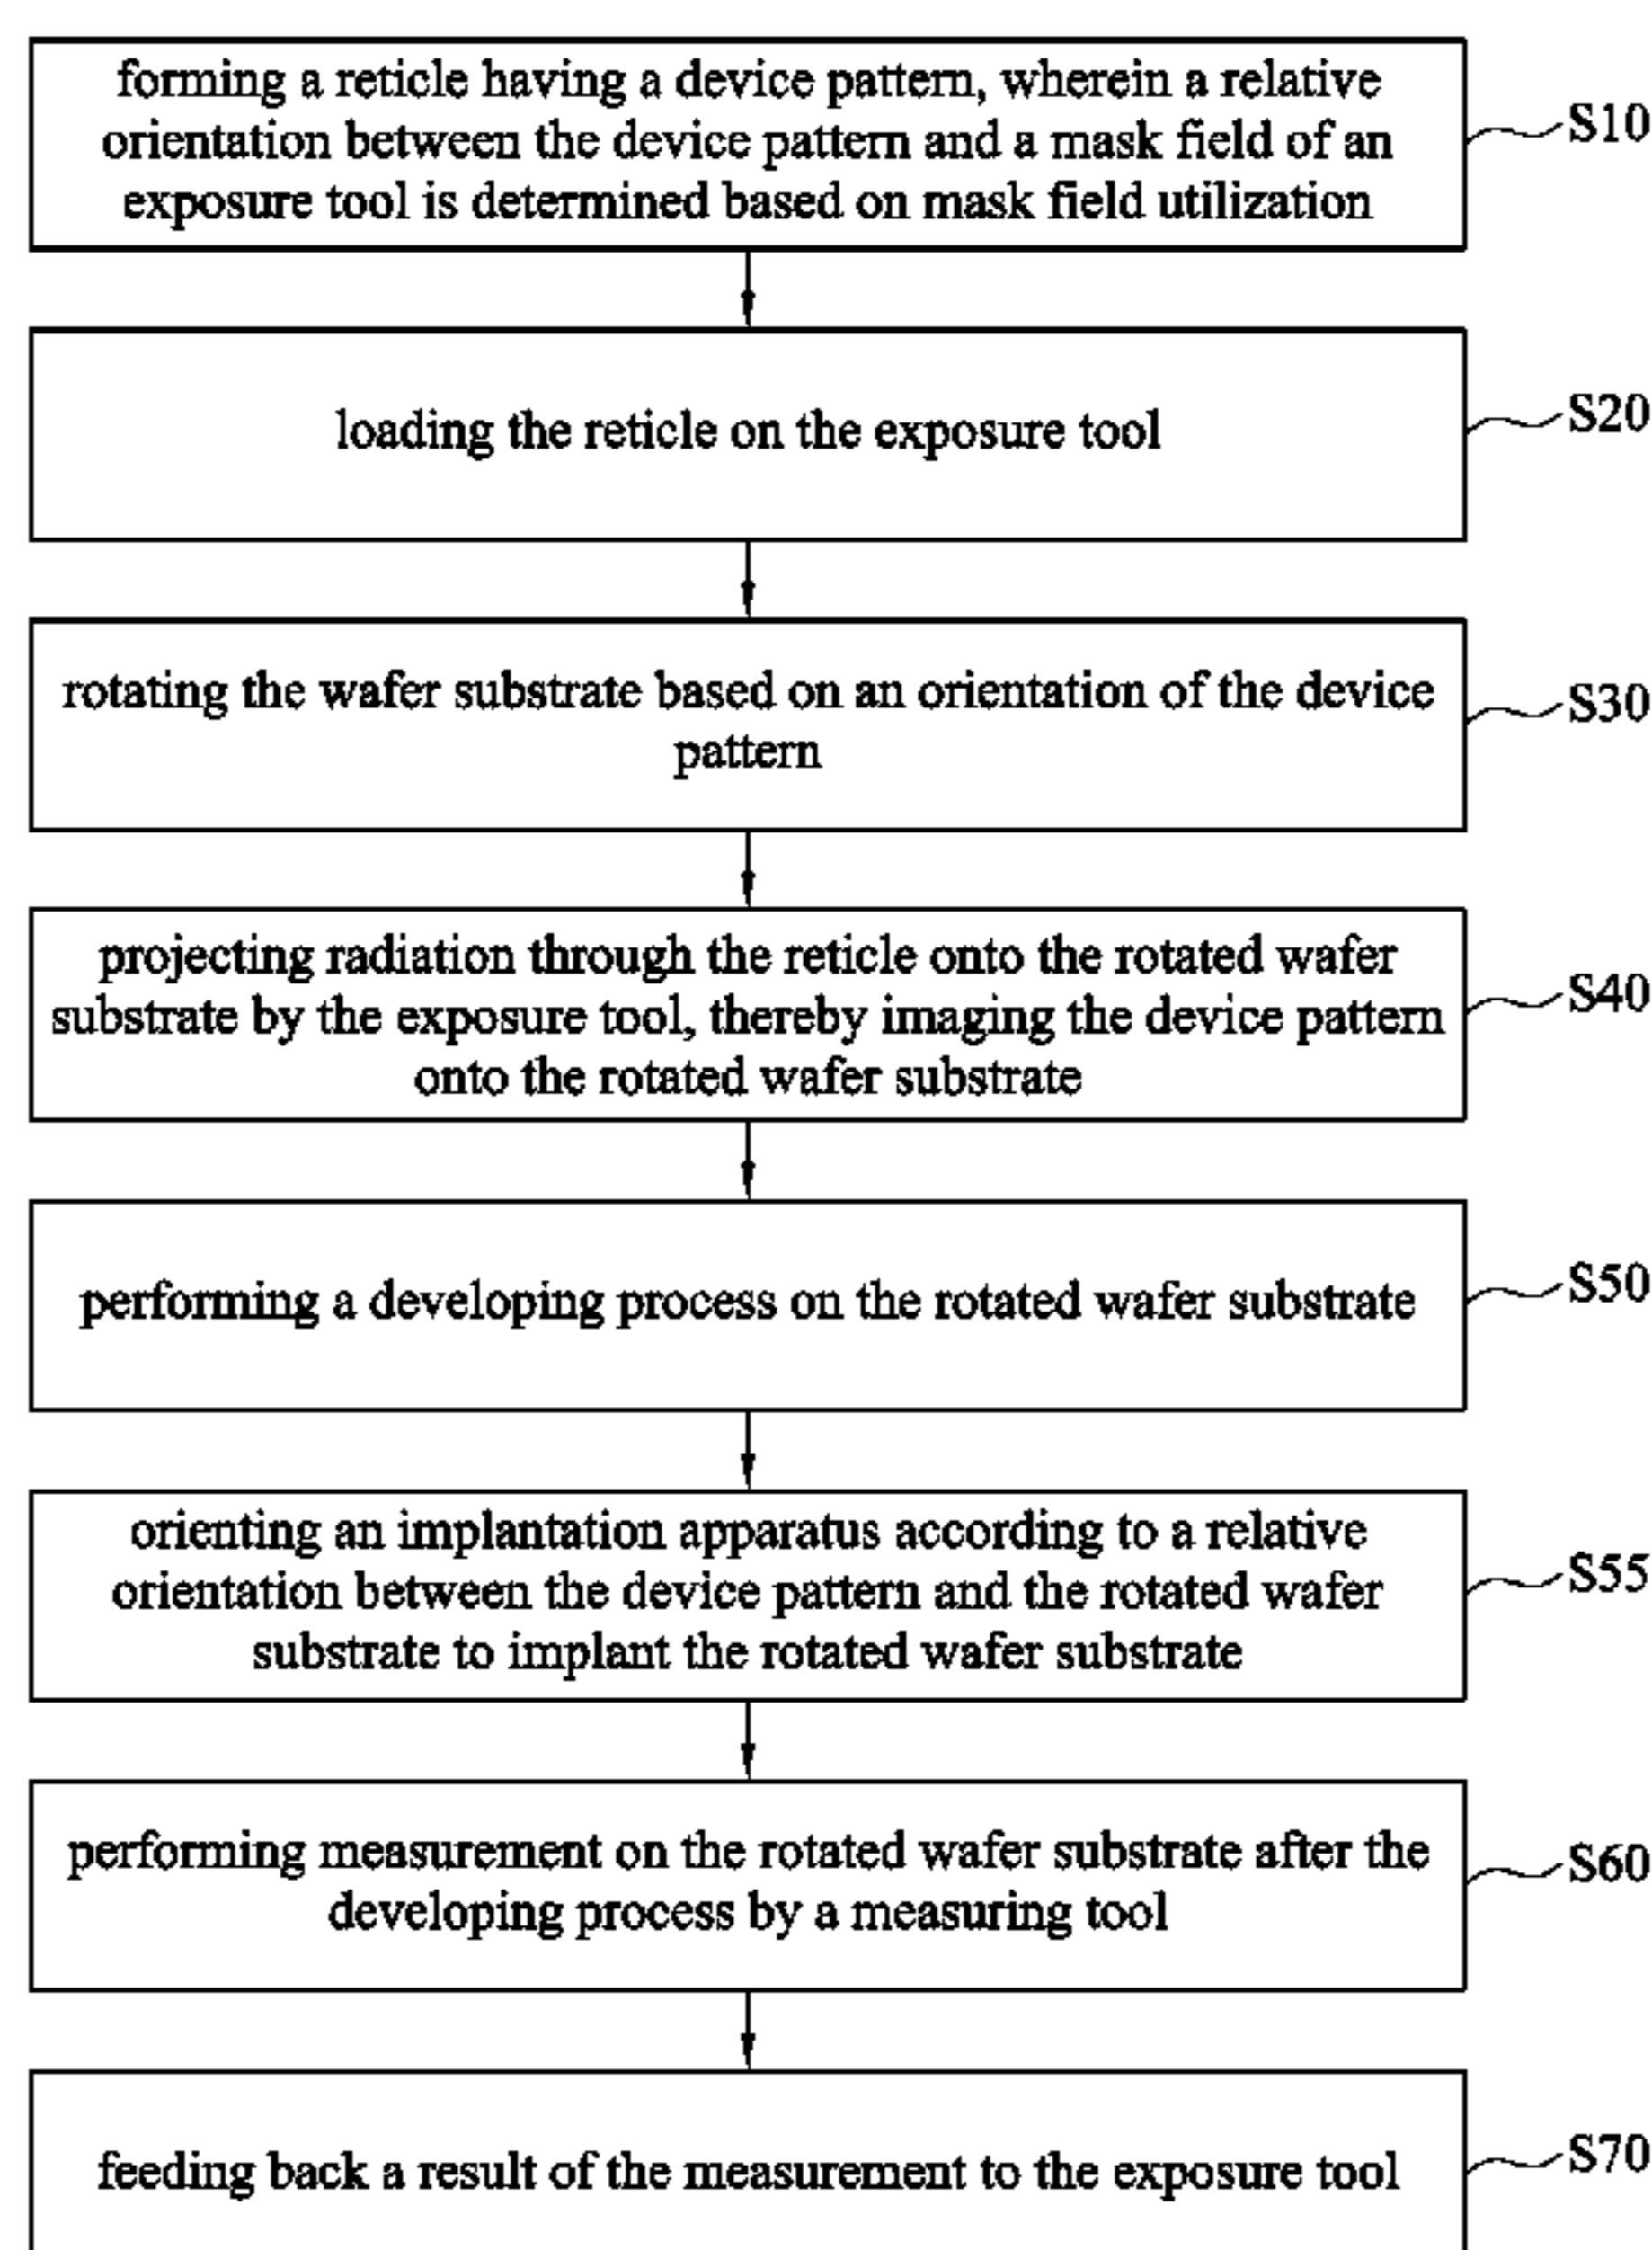 forming a reticle having a device pattern, wherein a relative
orientation between the device pattern and a mask field of an
exposure tool is determined based on mask field utilization
S10
loading the reticle on the exposure tool
S20
rotating the wafer substrate based on an orientation of the device
pattern
S30
projecting radiation through the reticle onto the rotated wafer
substrate by the exposure tool, thereby imaging the device pattern
onto the rotated wafer substrate
S40
performing a developing process on the rotated wafer substrate
S50
orienting an implantation apparatus according to a relative
orientation between the device pattern and the rotated wafer
substrate to implant the rotated wafer substrate
S55
performing measurement on the rotated wafer substrate after the
developing process by a measuring tool
S60
feeding back a result of the measurement to the exposure tool
S70